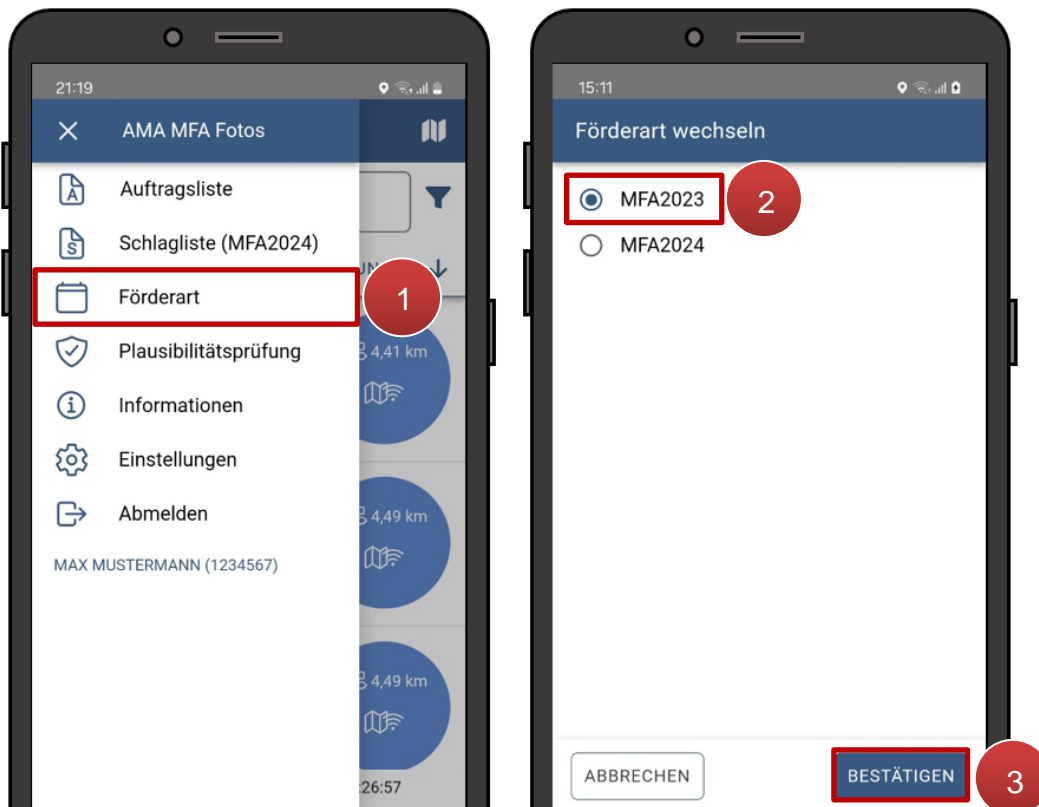 21:19
AMA MFA Fotos
Auftragsliste
Schlagliste (MFA2024)
Förderart
1
Plausibilitätsprüfung
4,41 km
Informationen
Einstellungen
Abmelden
4,49 km
MAX MUSTERMANN (1234567)
4,49 km
:26:57
15:11
Förderart wechseln
MFA2023
2
MFA2024
ABBRECHEN
BESTÄTIGEN
3